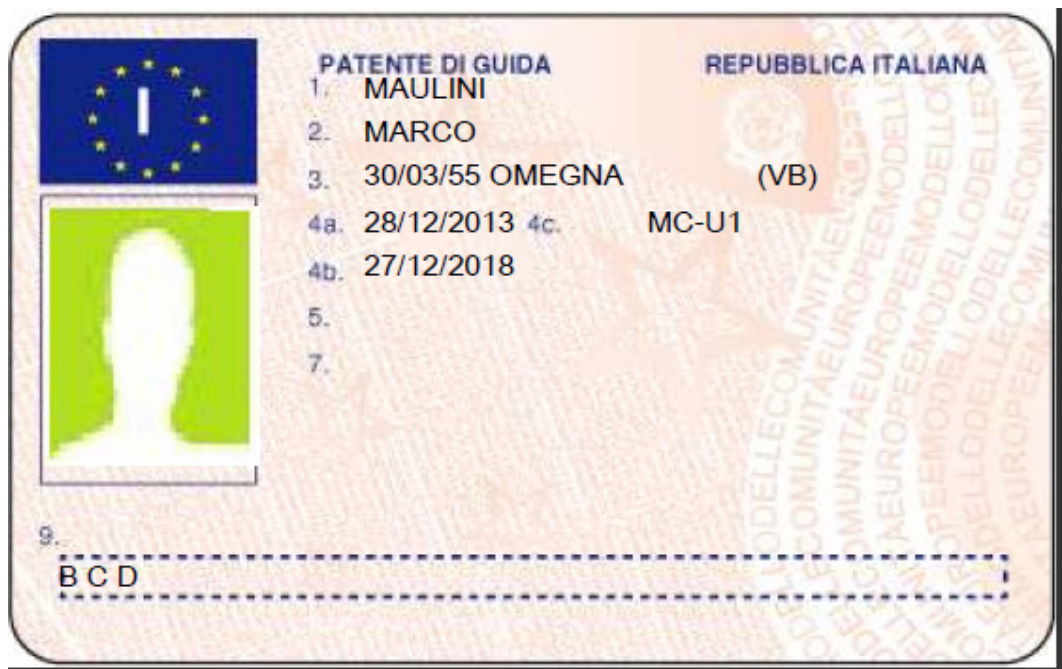 I
PATENTE DI GUIDA REPUBBLICA ITALIANA
1. MAULINI
2. MARCO
3. 30/03/55 OMEGNA (VB)
4a. 28/12/2013 4c. MC-U1
4b. 27/12/2018
5.
7.
9.
B C D